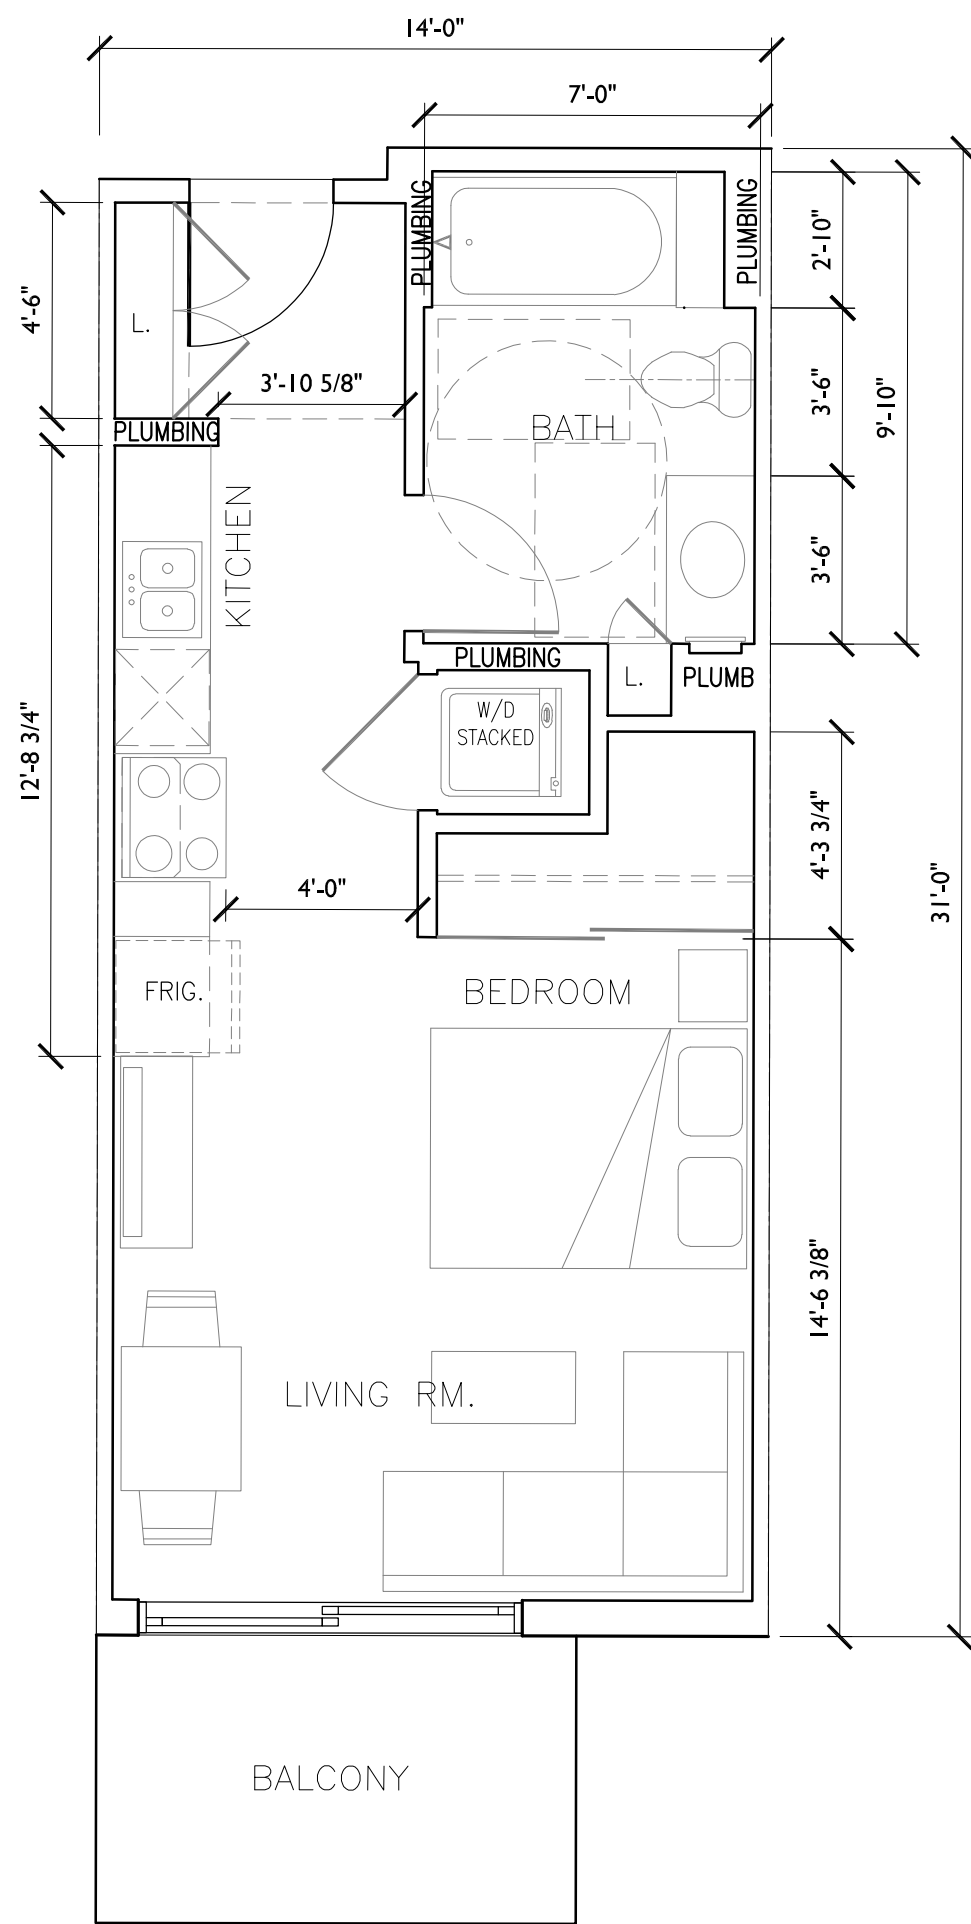 14'-0"
7'-0"
PLUMBING
PLUMBING
2'-10"
4'-6"
L.
3'-10 5/8"
3'-6"
9'-10"
BATH
PLUMBING
KITCHEN
3'-6"
PLUMBING
L.
PLUMB
W/D
STACKED
12'-8 3/4"
4'-3 3/4"
4'-0"
31'-0"
FRIG.
BEDROOM
14'-6 3/8"
LIVING RM.
BALCONY